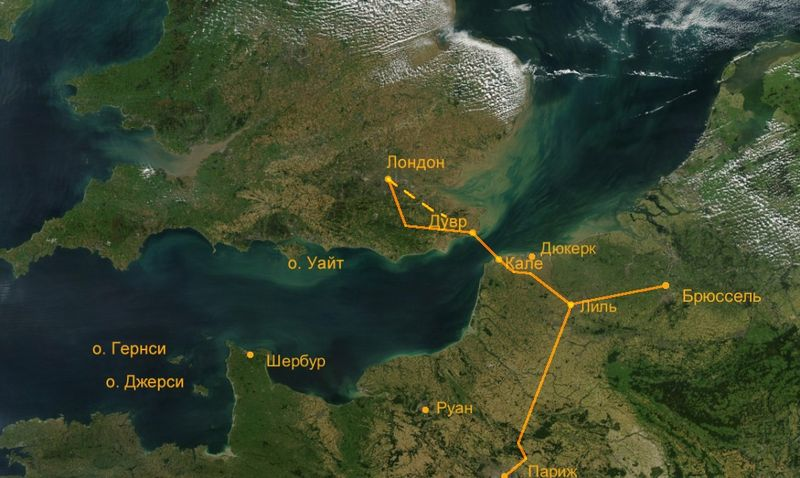 Лондон
Дувр
Дюкерк
о. Уайт
Кале
Брюссель
Лиль
о. Гернси
Шербур
о. Джерси
Руан
Париж